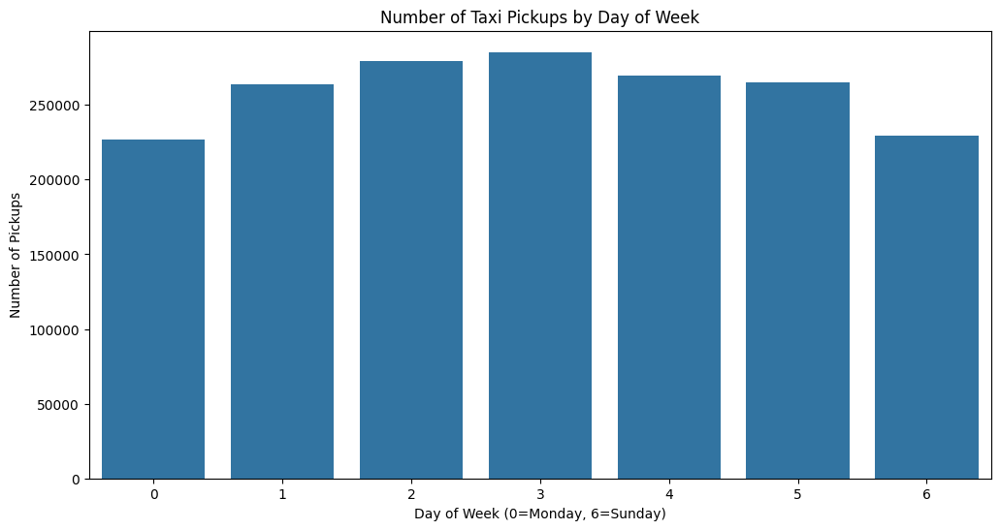 Number of Taxi Pickups by Day of Week
Number of Pickups
250000
200000
150000
100000
50000
0
0 1 2 3 4 5 6
Day of Week (0=Monday, 6=Sunday)